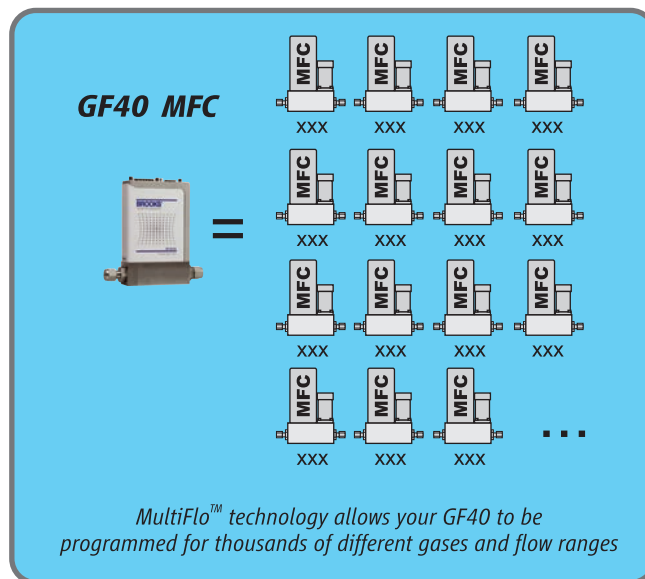 GF40 MFC
BROOKS
=
MFC MFC MFC MFC
xxx xxx xxx xxx
MFC MFC MFC MFC
xxx xxx xxx xxx
MFC MFC MFC MFC
xxx xxx xxx xxx
MFC MFC MFC ...
xxx xxx xxx
MultiFlo™ technology allows your GF40 to be
programmed for thousands of different gases and flow ranges